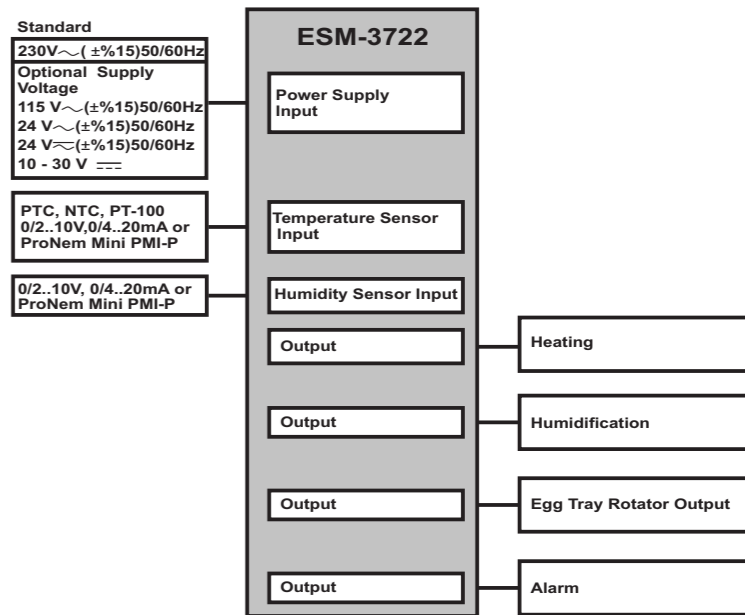 Standard
230V～( ±%15)50/60Hz
Optional Supply
Voltage
115 V～(±%15)50/60Hz
24 V～(±%15)50/60Hz
24 V⏦(±%15)50/60Hz
10 - 30 V ⎓
PTC, NTC, PT-100
0/2..10V,0/4..20mA or
ProNem Mini PMI-P
0/2..10V, 0/4..20mA or
ProNem Mini PMI-P
ESM-3722
Power Supply
Input
Temperature Sensor
Input
Humidity Sensor Input
Output
Heating
Output
Humidification
Output
Egg Tray Rotator Output
Output
Alarm